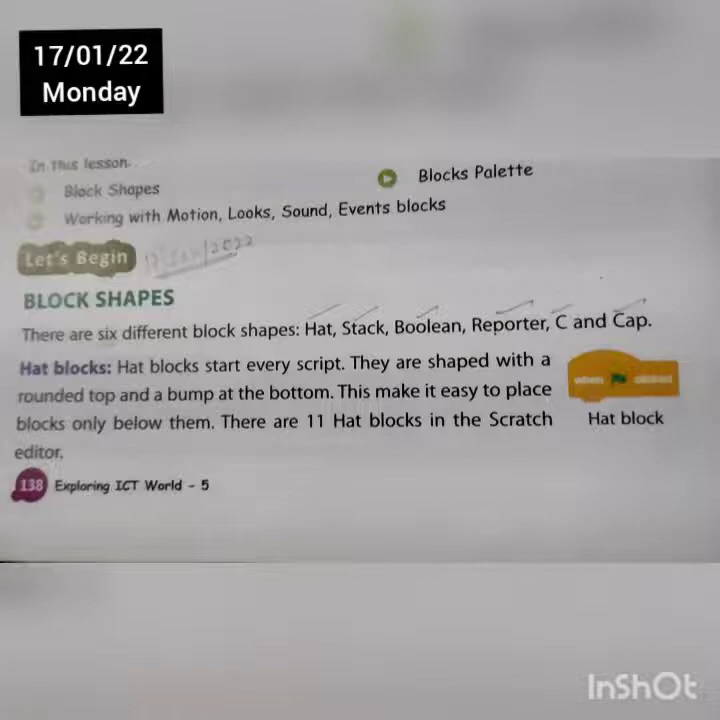 17/01/22
Monday
In this lesson....
Block Shapes
Blocks Palette
Working with Motion, Looks, Sound, Events blocks
Let's Begin
BLOCK SHAPES
There are six different block shapes: Hat, Stack, Boolean, Reporter, C and Cap.
Hat blocks: Hat blocks start every script. They are shaped with a
rounded top and a bump at the bottom. This make it easy to place
blocks only below them. There are 11 Hat blocks in the Scratch
editor.
when clicked
Hat block
138 Exploring ICT World - 5
InShOt